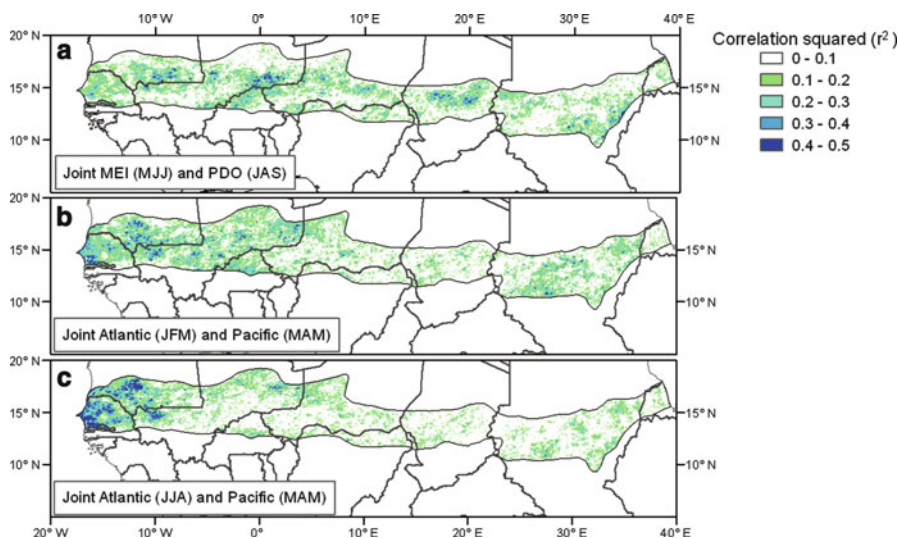 10° W 0° 10° E 20° E 30° E 40° E
20° N
a
15° N
15° N
10° N
10° N
Joint MEI (MJJ) and PDO (JAS)
Correlation squared (r²)
0 - 0.1
0.1 - 0.2
0.2 - 0.3
0.3 - 0.4
0.4 - 0.5
20° N
b
15° N
15° N
10° N
10° N
Joint Atlantic (JFM) and Pacific (MAM)
20° N
c
15° N
15° N
10° N
10° N
Joint Atlantic (JJA) and Pacific (MAM)
20° W 10° W 0° 10° E 20° E 30° E 40° E